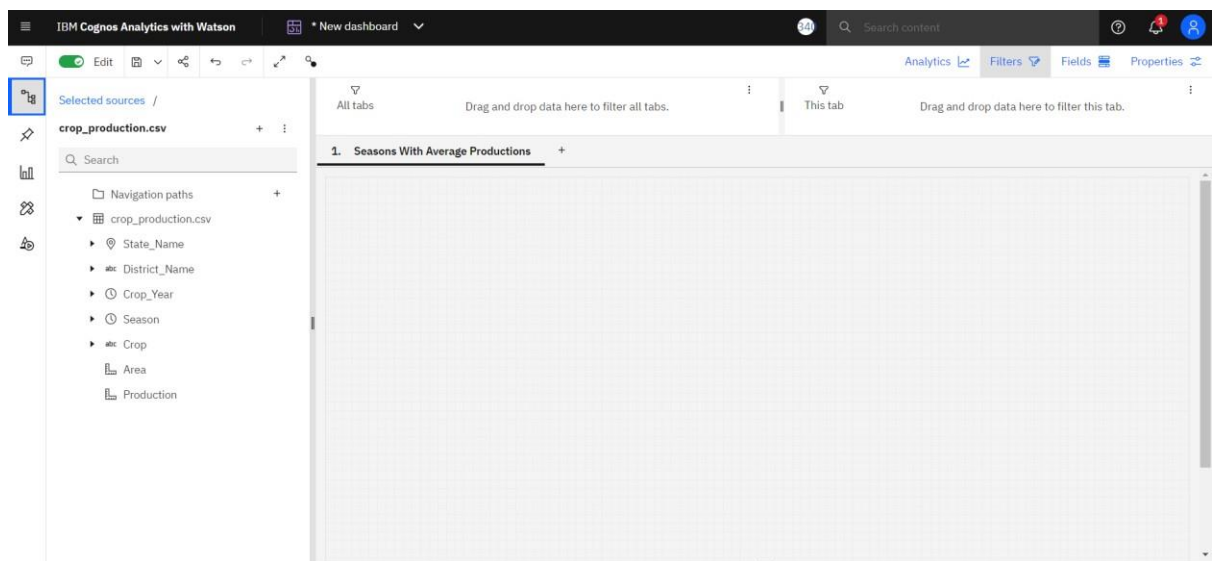 IBM Cognos Analytics with Watson
* New dashboard
Search content
Edit
Analytics
Filters
Fields
Properties
Selected sources /
crop_production.csv
Search
Navigation paths
crop_production.csv
State_Name
abc District_Name
Crop_Year
Season
abc Crop
Area
Production
All tabs
Drag and drop data here to filter all tabs.
This tab
Drag and drop data here to filter this tab.
1. Seasons With Average Productions